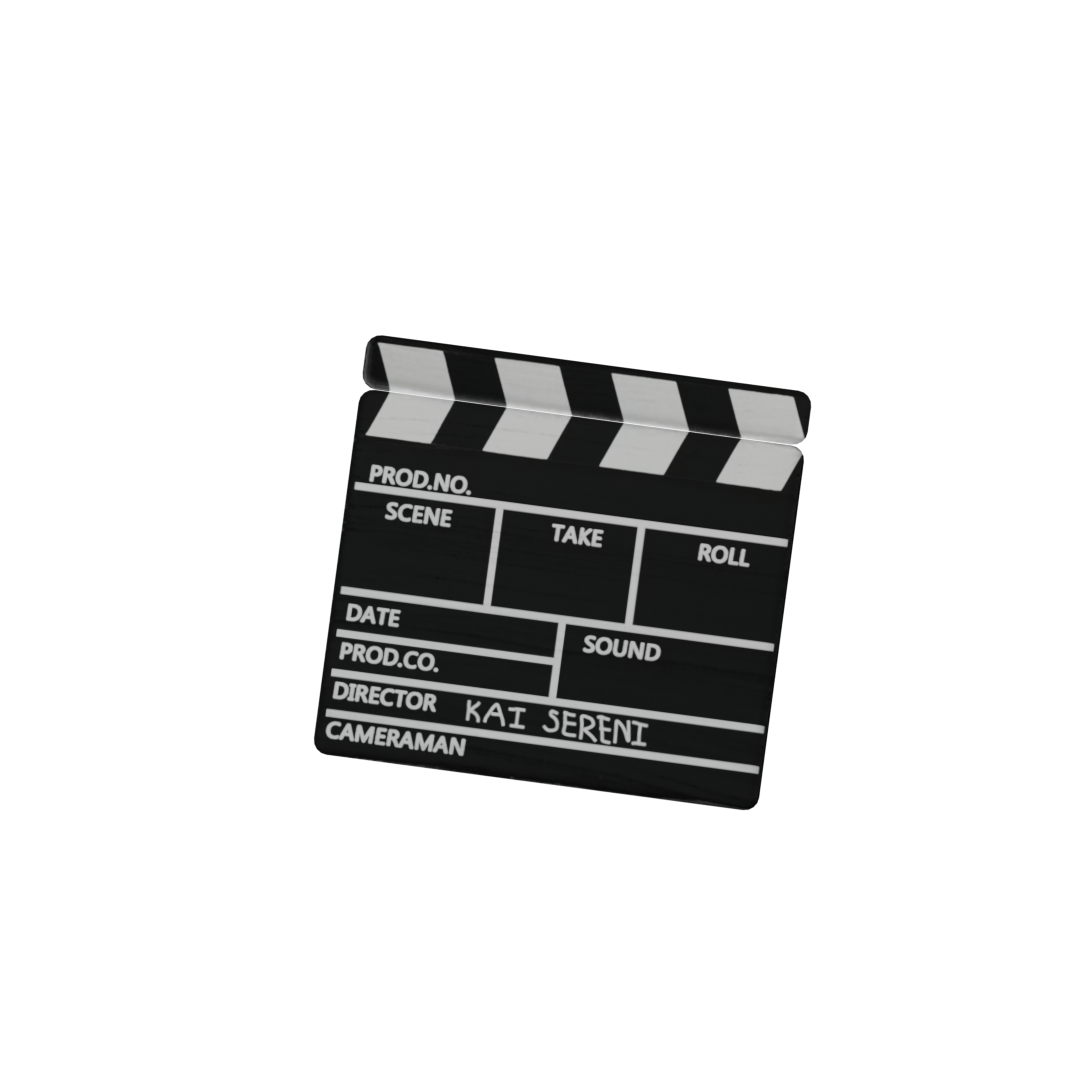 PROD.NO.
SCENE TAKE ROLL
DATE
SOUND
PROD.CO.
DIRECTOR KAI SERENI
CAMERAMAN